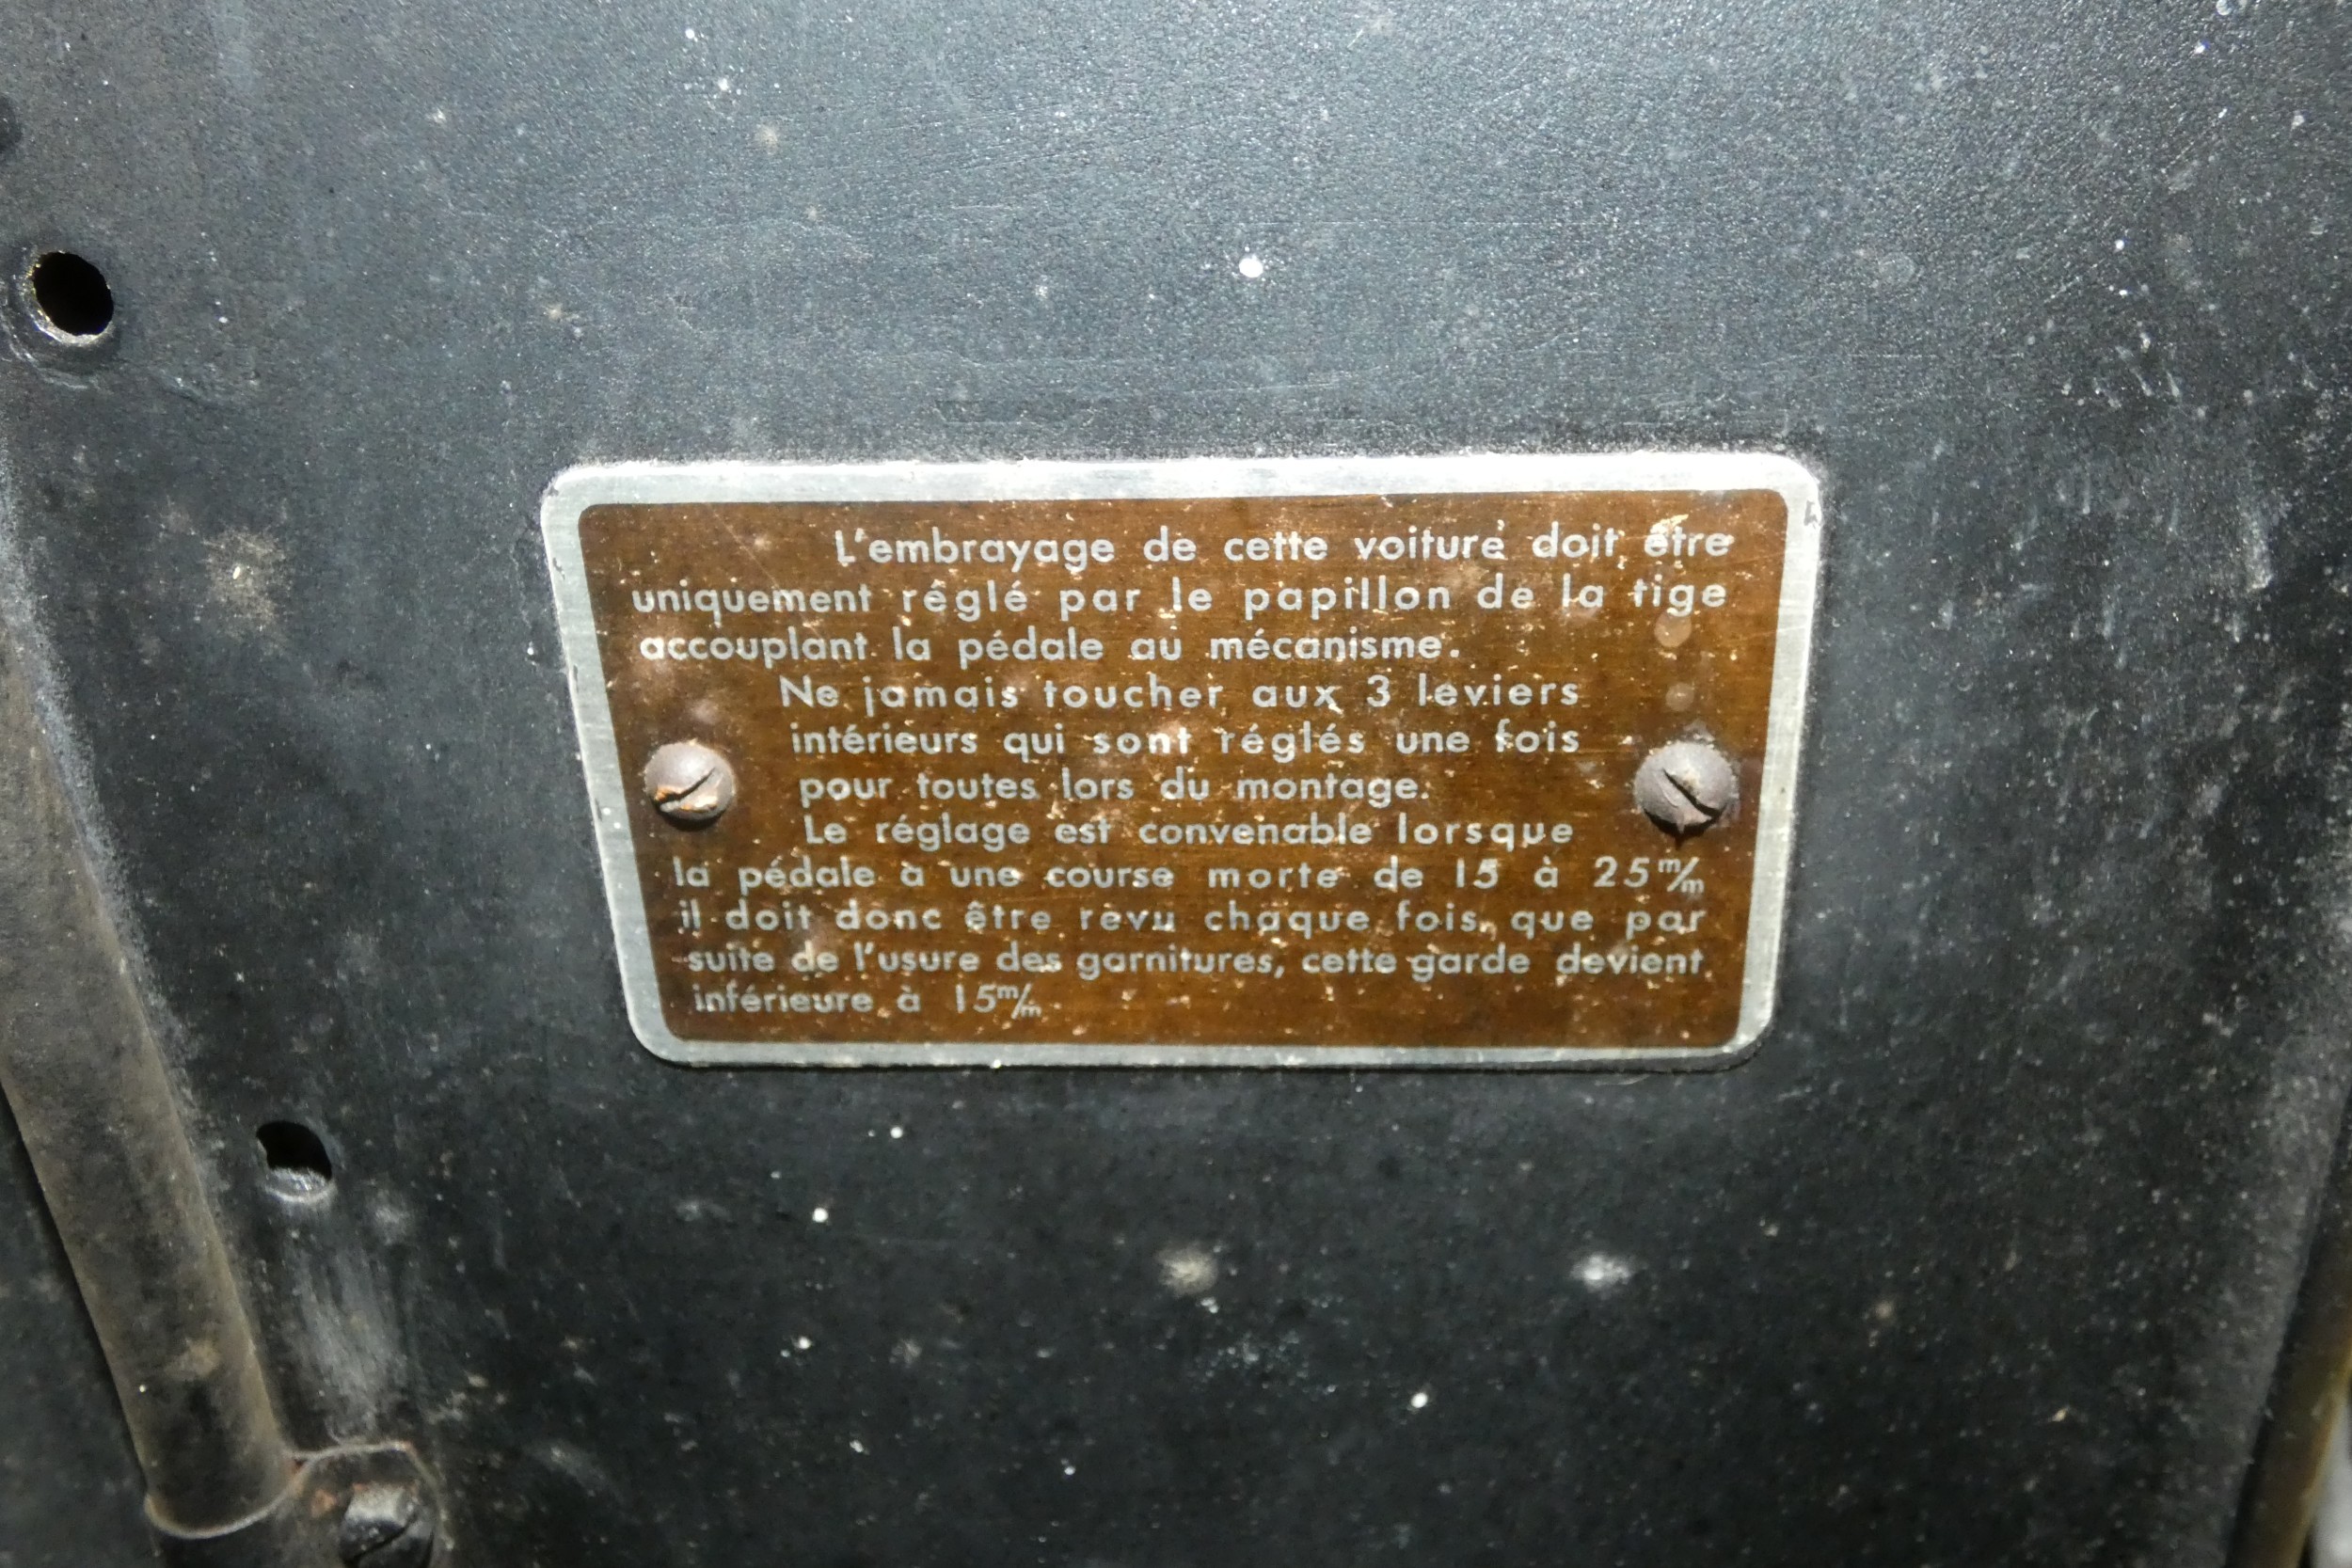 L'embrayage de cette voiture doit être
uniquement réglé par le papillon de la tige
accouplant la pédale au mécanisme.
Ne jamais toucher aux 3 leviers
intérieurs qui sont réglés une fois
pour toutes lors du montage.
Le réglage est convenable lorsque
la pédale a une course morte de 15 à 25 m/m
il doit donc être revu chaque fois que par
suite de l'usure des garnitures, cette garde devient
inférieure à 15 m/m